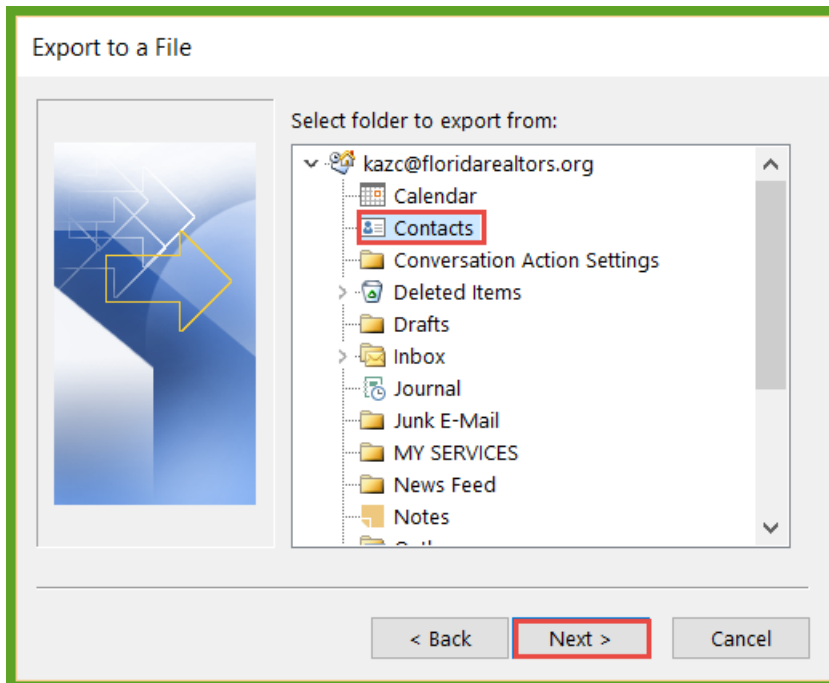 Export to a File
Select folder to export from:
kazc@floridarealtors.org
Calendar
Contacts
Conversation Action Settings
Deleted Items
Drafts
Inbox
Journal
Junk E-Mail
MY SERVICES
News Feed
Notes
< Back Next > Cancel